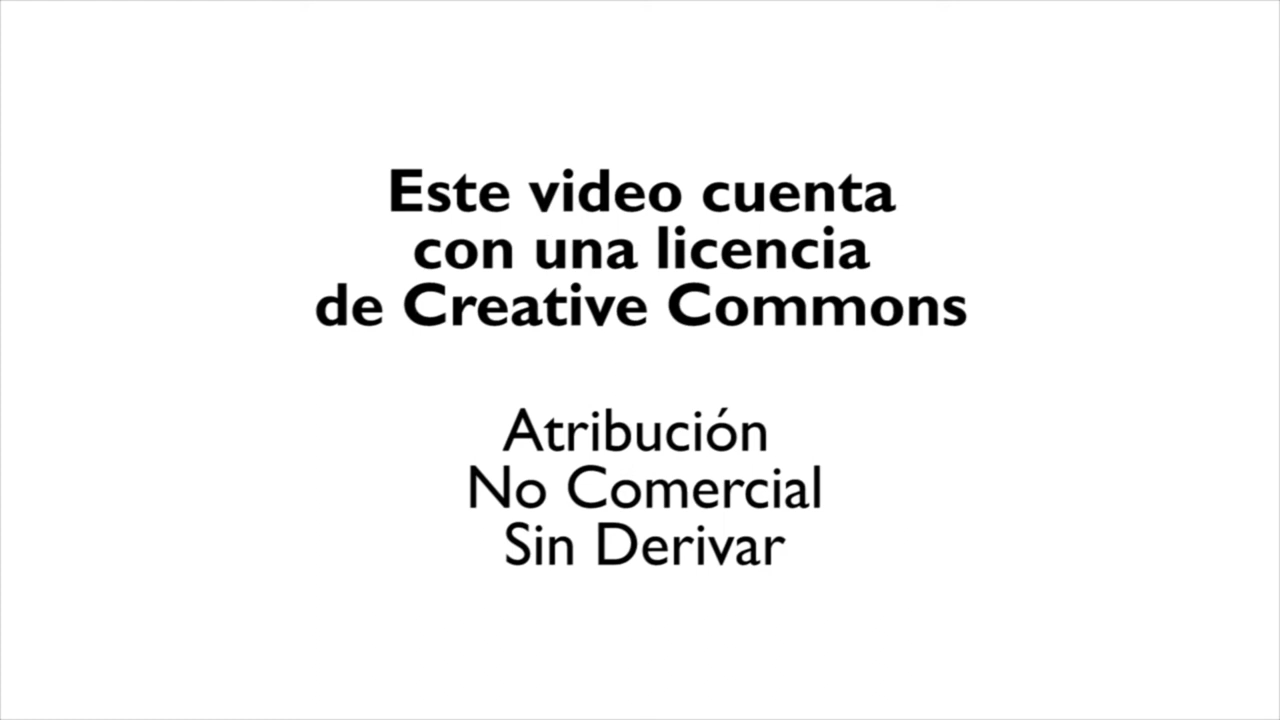 Este video cuenta
con una licencia
de Creative Commons
Atribución
No Comercial
Sin Derivar